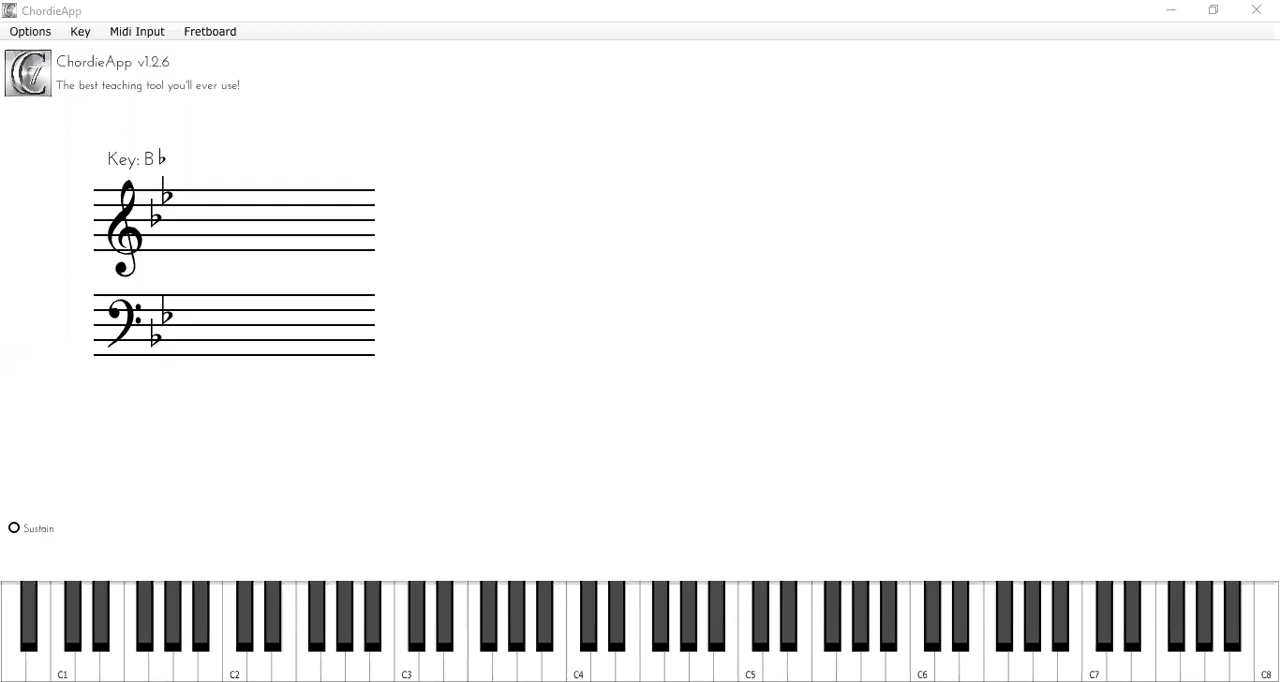 ChordieApp
Options Key Midi Input Fretboard
ChordieApp v1.2.6
The best teaching tool you'll ever use!
Key: B♭
Sustain
C1 C2 C3 C4 C5 C6 C7 C8